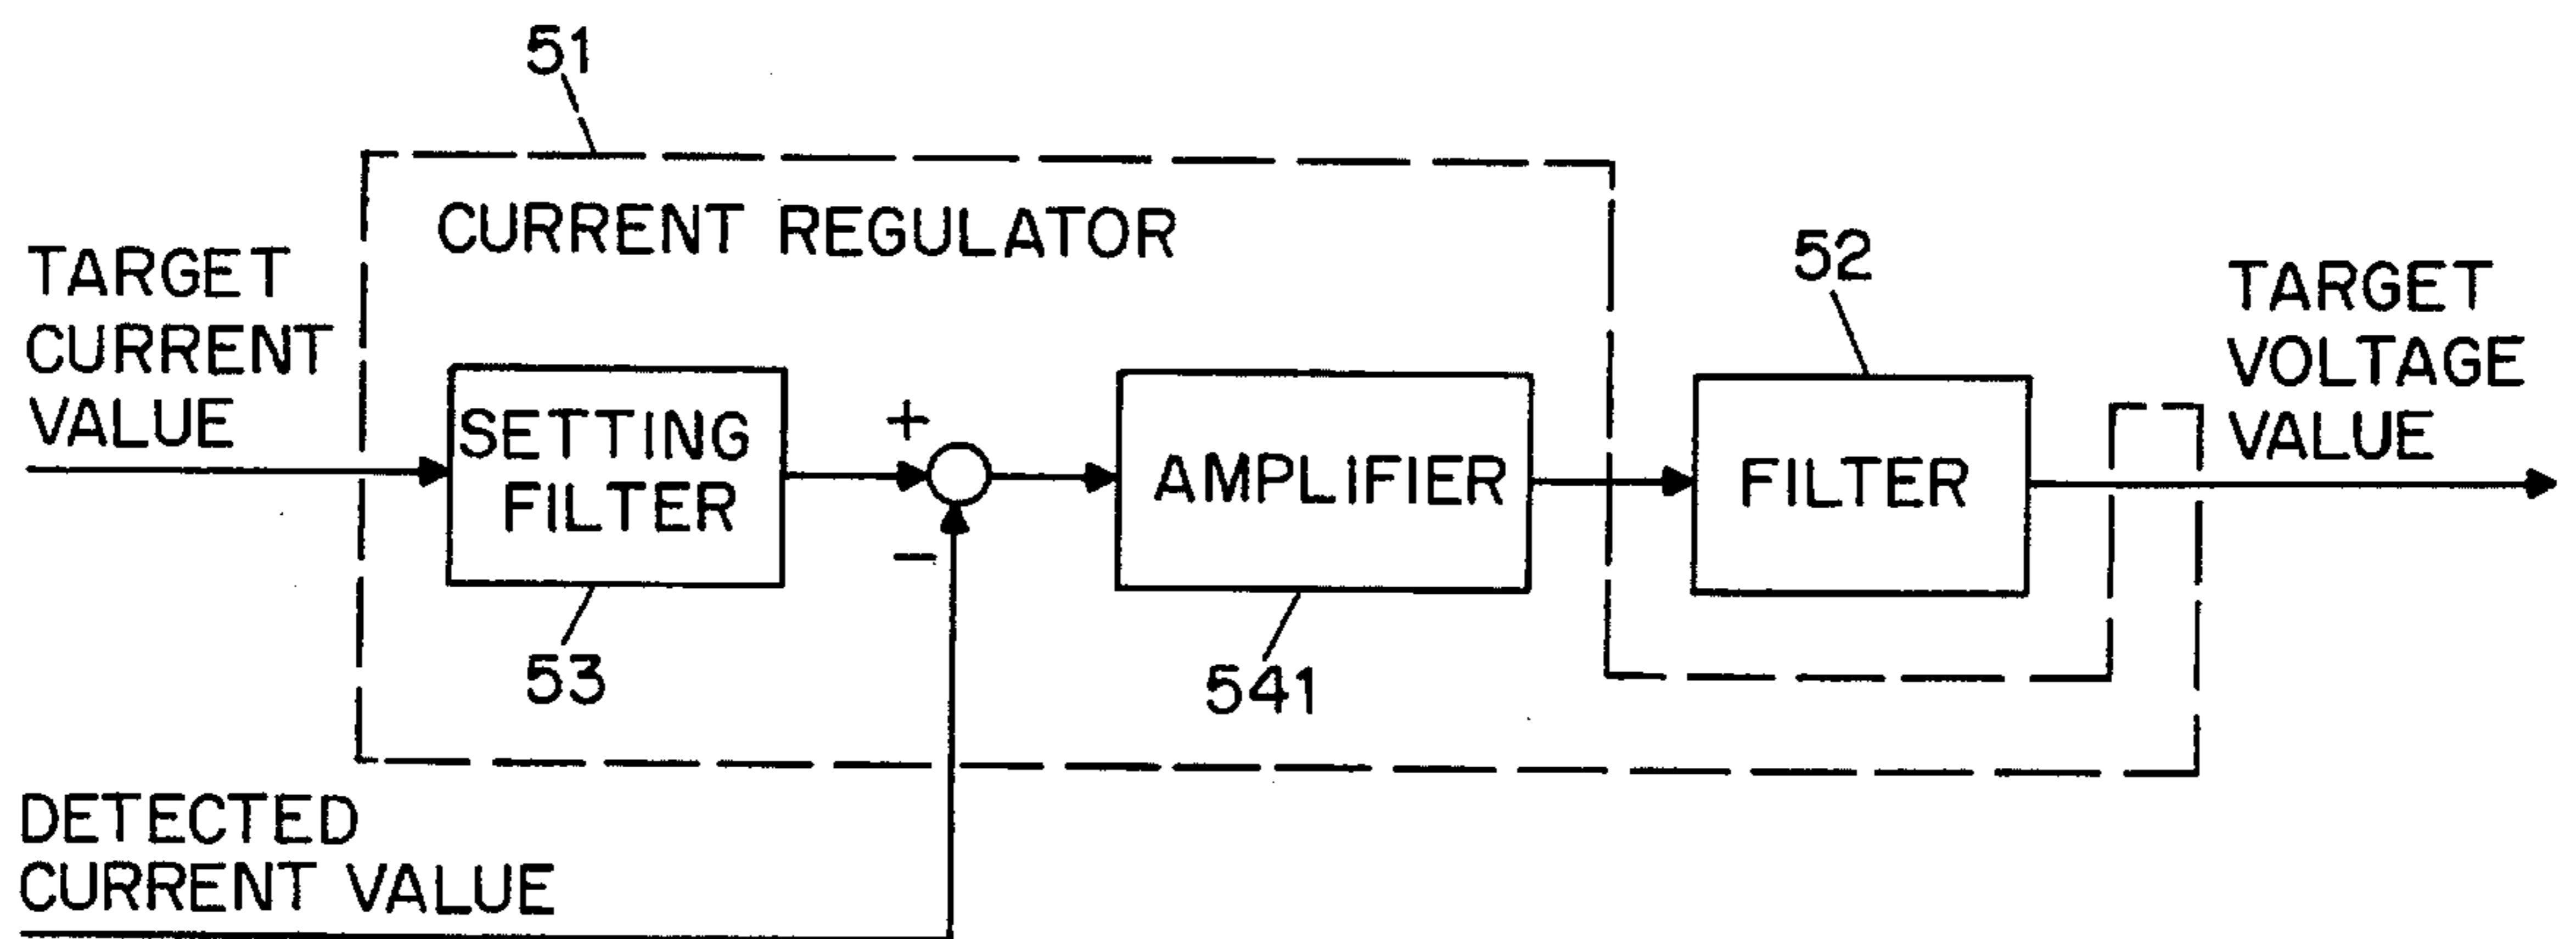 51
CURRENT REGULATOR
TARGET
CURRENT
VALUE
52
TARGET
VOLTAGE
VALUE
SETTING
FILTER
+
−
AMPLIFIER
FILTER
53
541
DETECTED
CURRENT VALUE